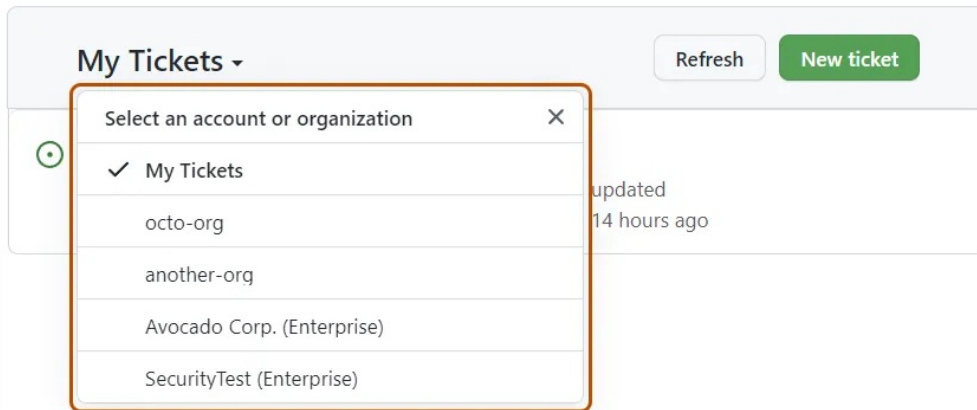 My Tickets
Refresh
New ticket
Select an account or organization
My Tickets
octo-org
another-org
Avocado Corp. (Enterprise)
SecurityTest (Enterprise)
updated
14 hours ago